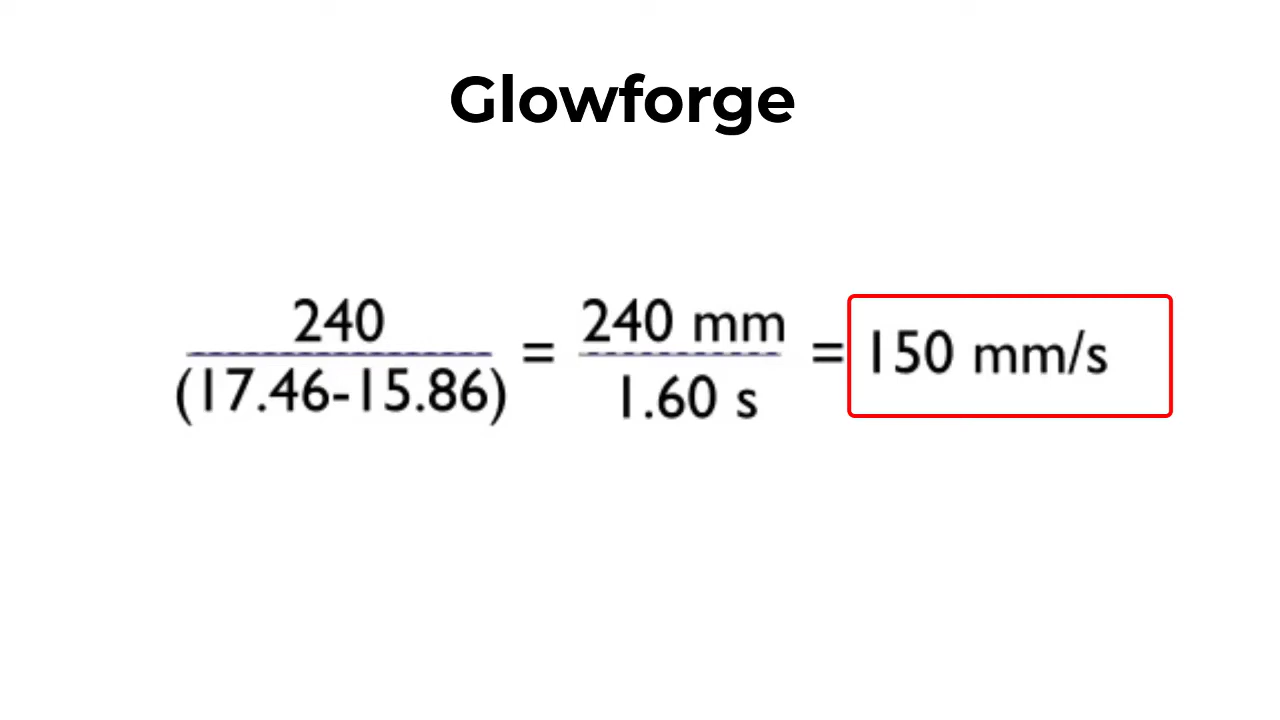 Glowforge
240 / (17.46-15.86) = 240 mm / 1.60 s = 150 mm/s